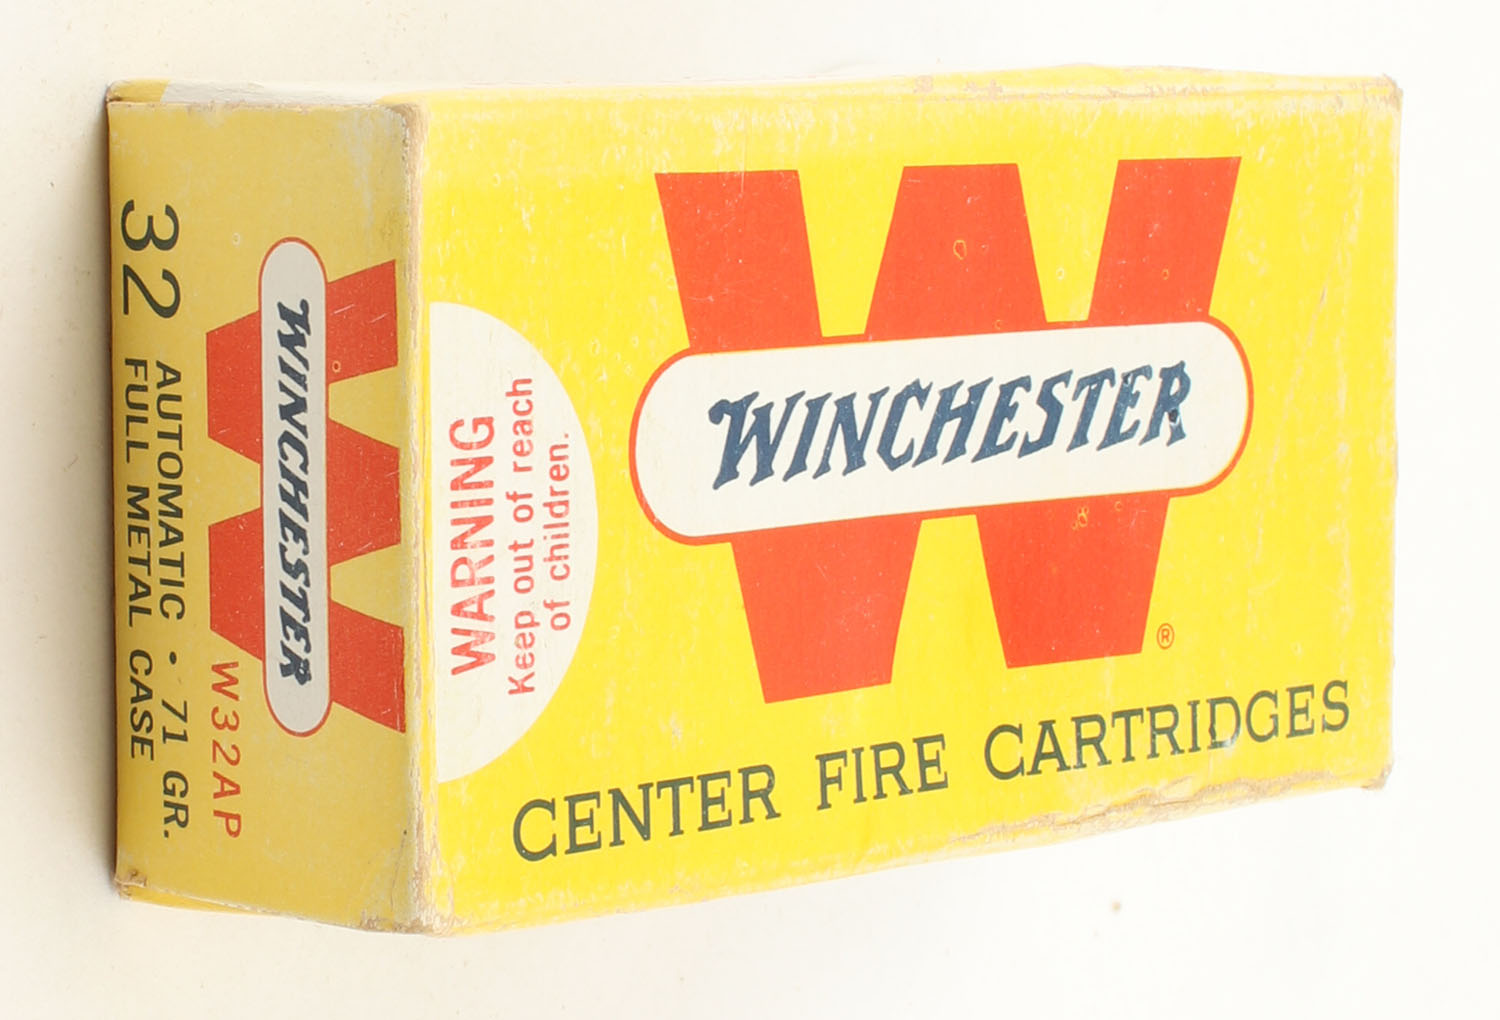 WINCHESTER
®
CENTER FIRE CARTRIDGES
WARNING
Keep out of reach
of children.
WINCHESTER
W32AP
32 AUTOMATIC • 71 GR.
FULL METAL CASE